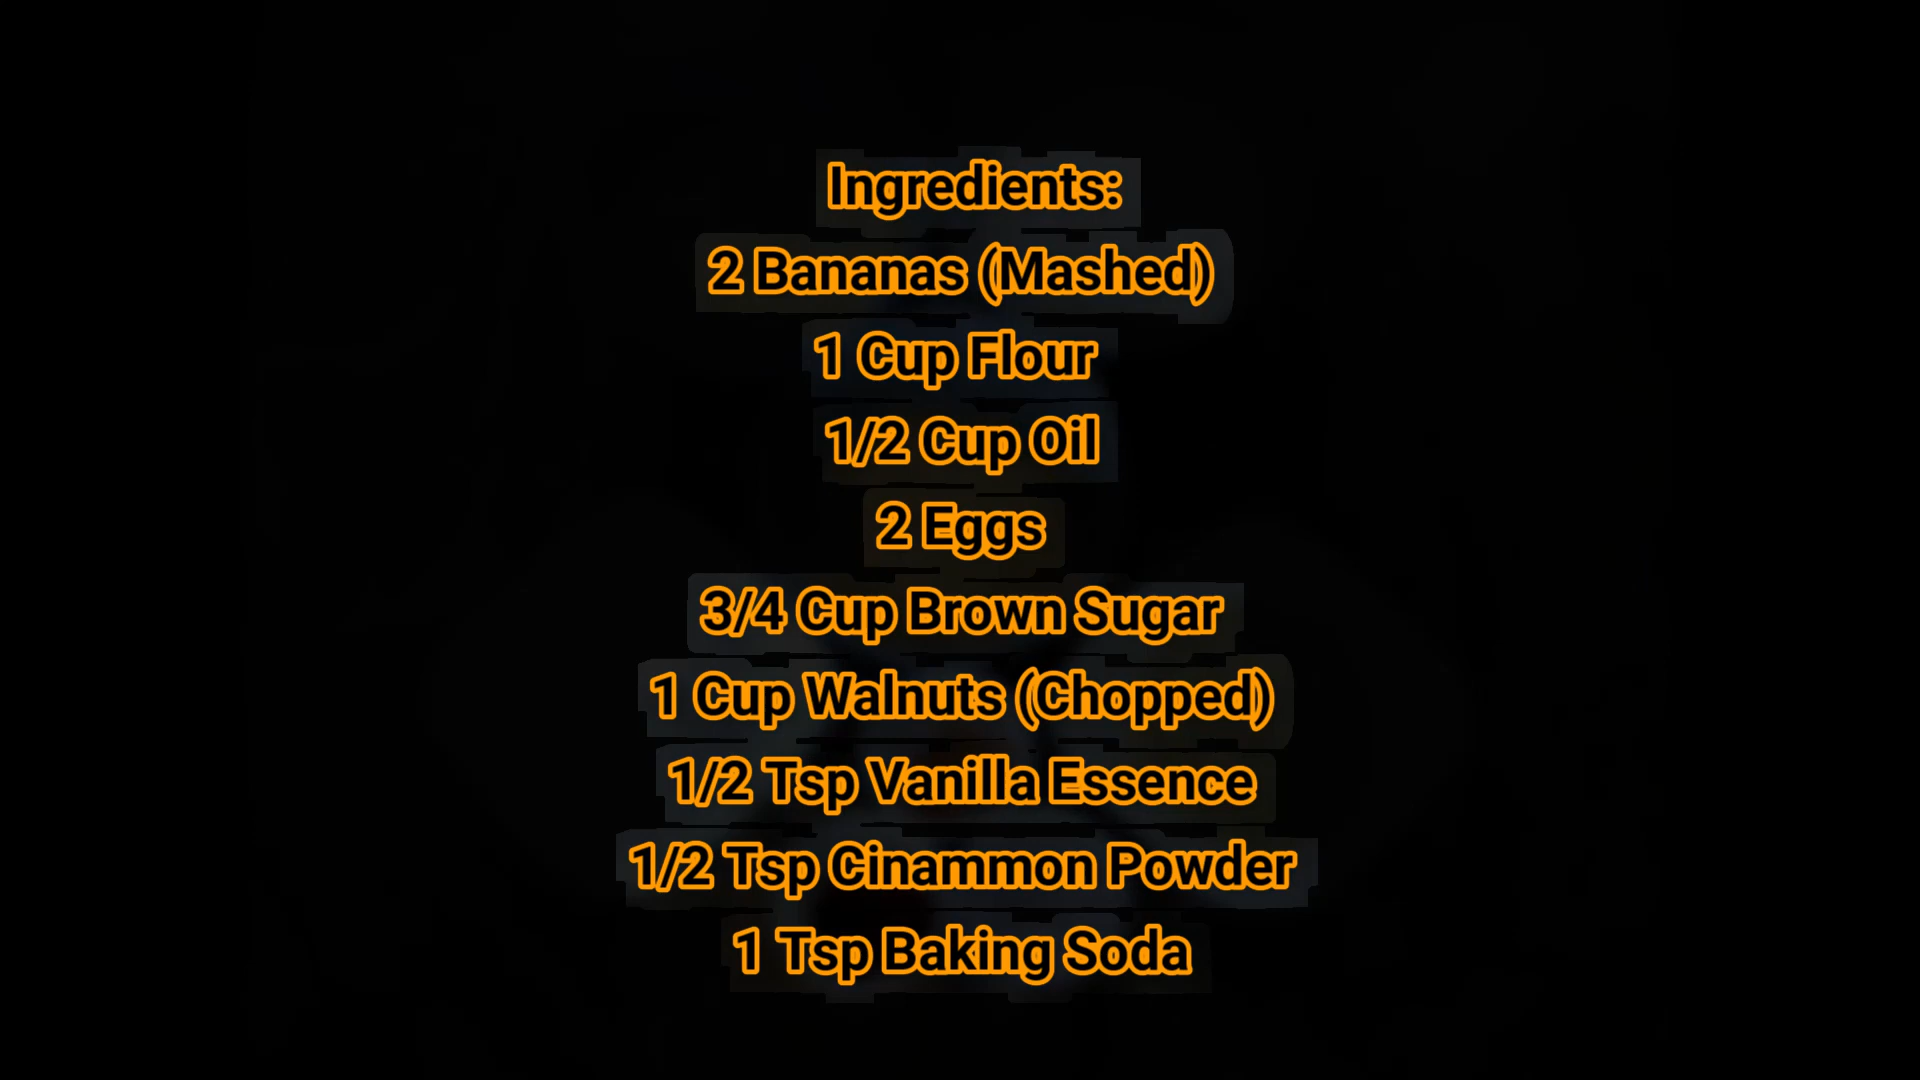 Ingredients:
2 Bananas (Mashed)
1 Cup Flour
1/2 Cup Oil
2 Eggs
3/4 Cup Brown Sugar
1 Cup Walnuts (Chopped)
1/2 Tsp Vanilla Essence
1/2 Tsp Cinammon Powder
1 Tsp Baking Soda